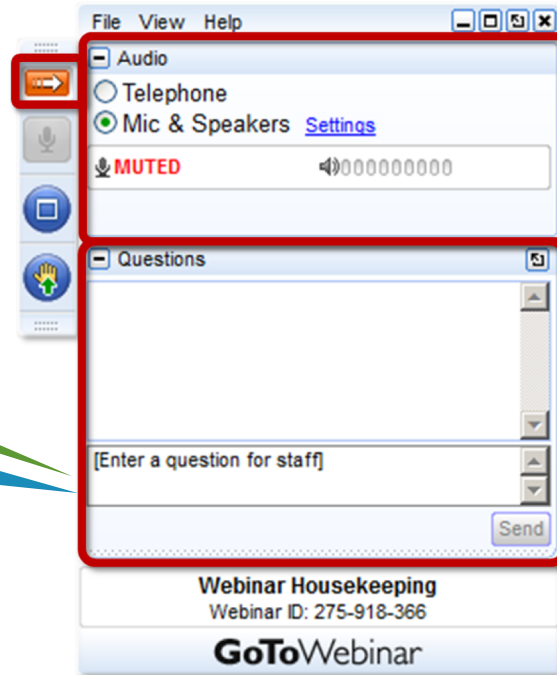 File View Help
Audio
Telephone
Mic & Speakers Settings
MUTED 000000000
Questions
[Enter a question for staff]
Send
Webinar Housekeeping
Webinar ID: 275-918-366
GoToWebinar